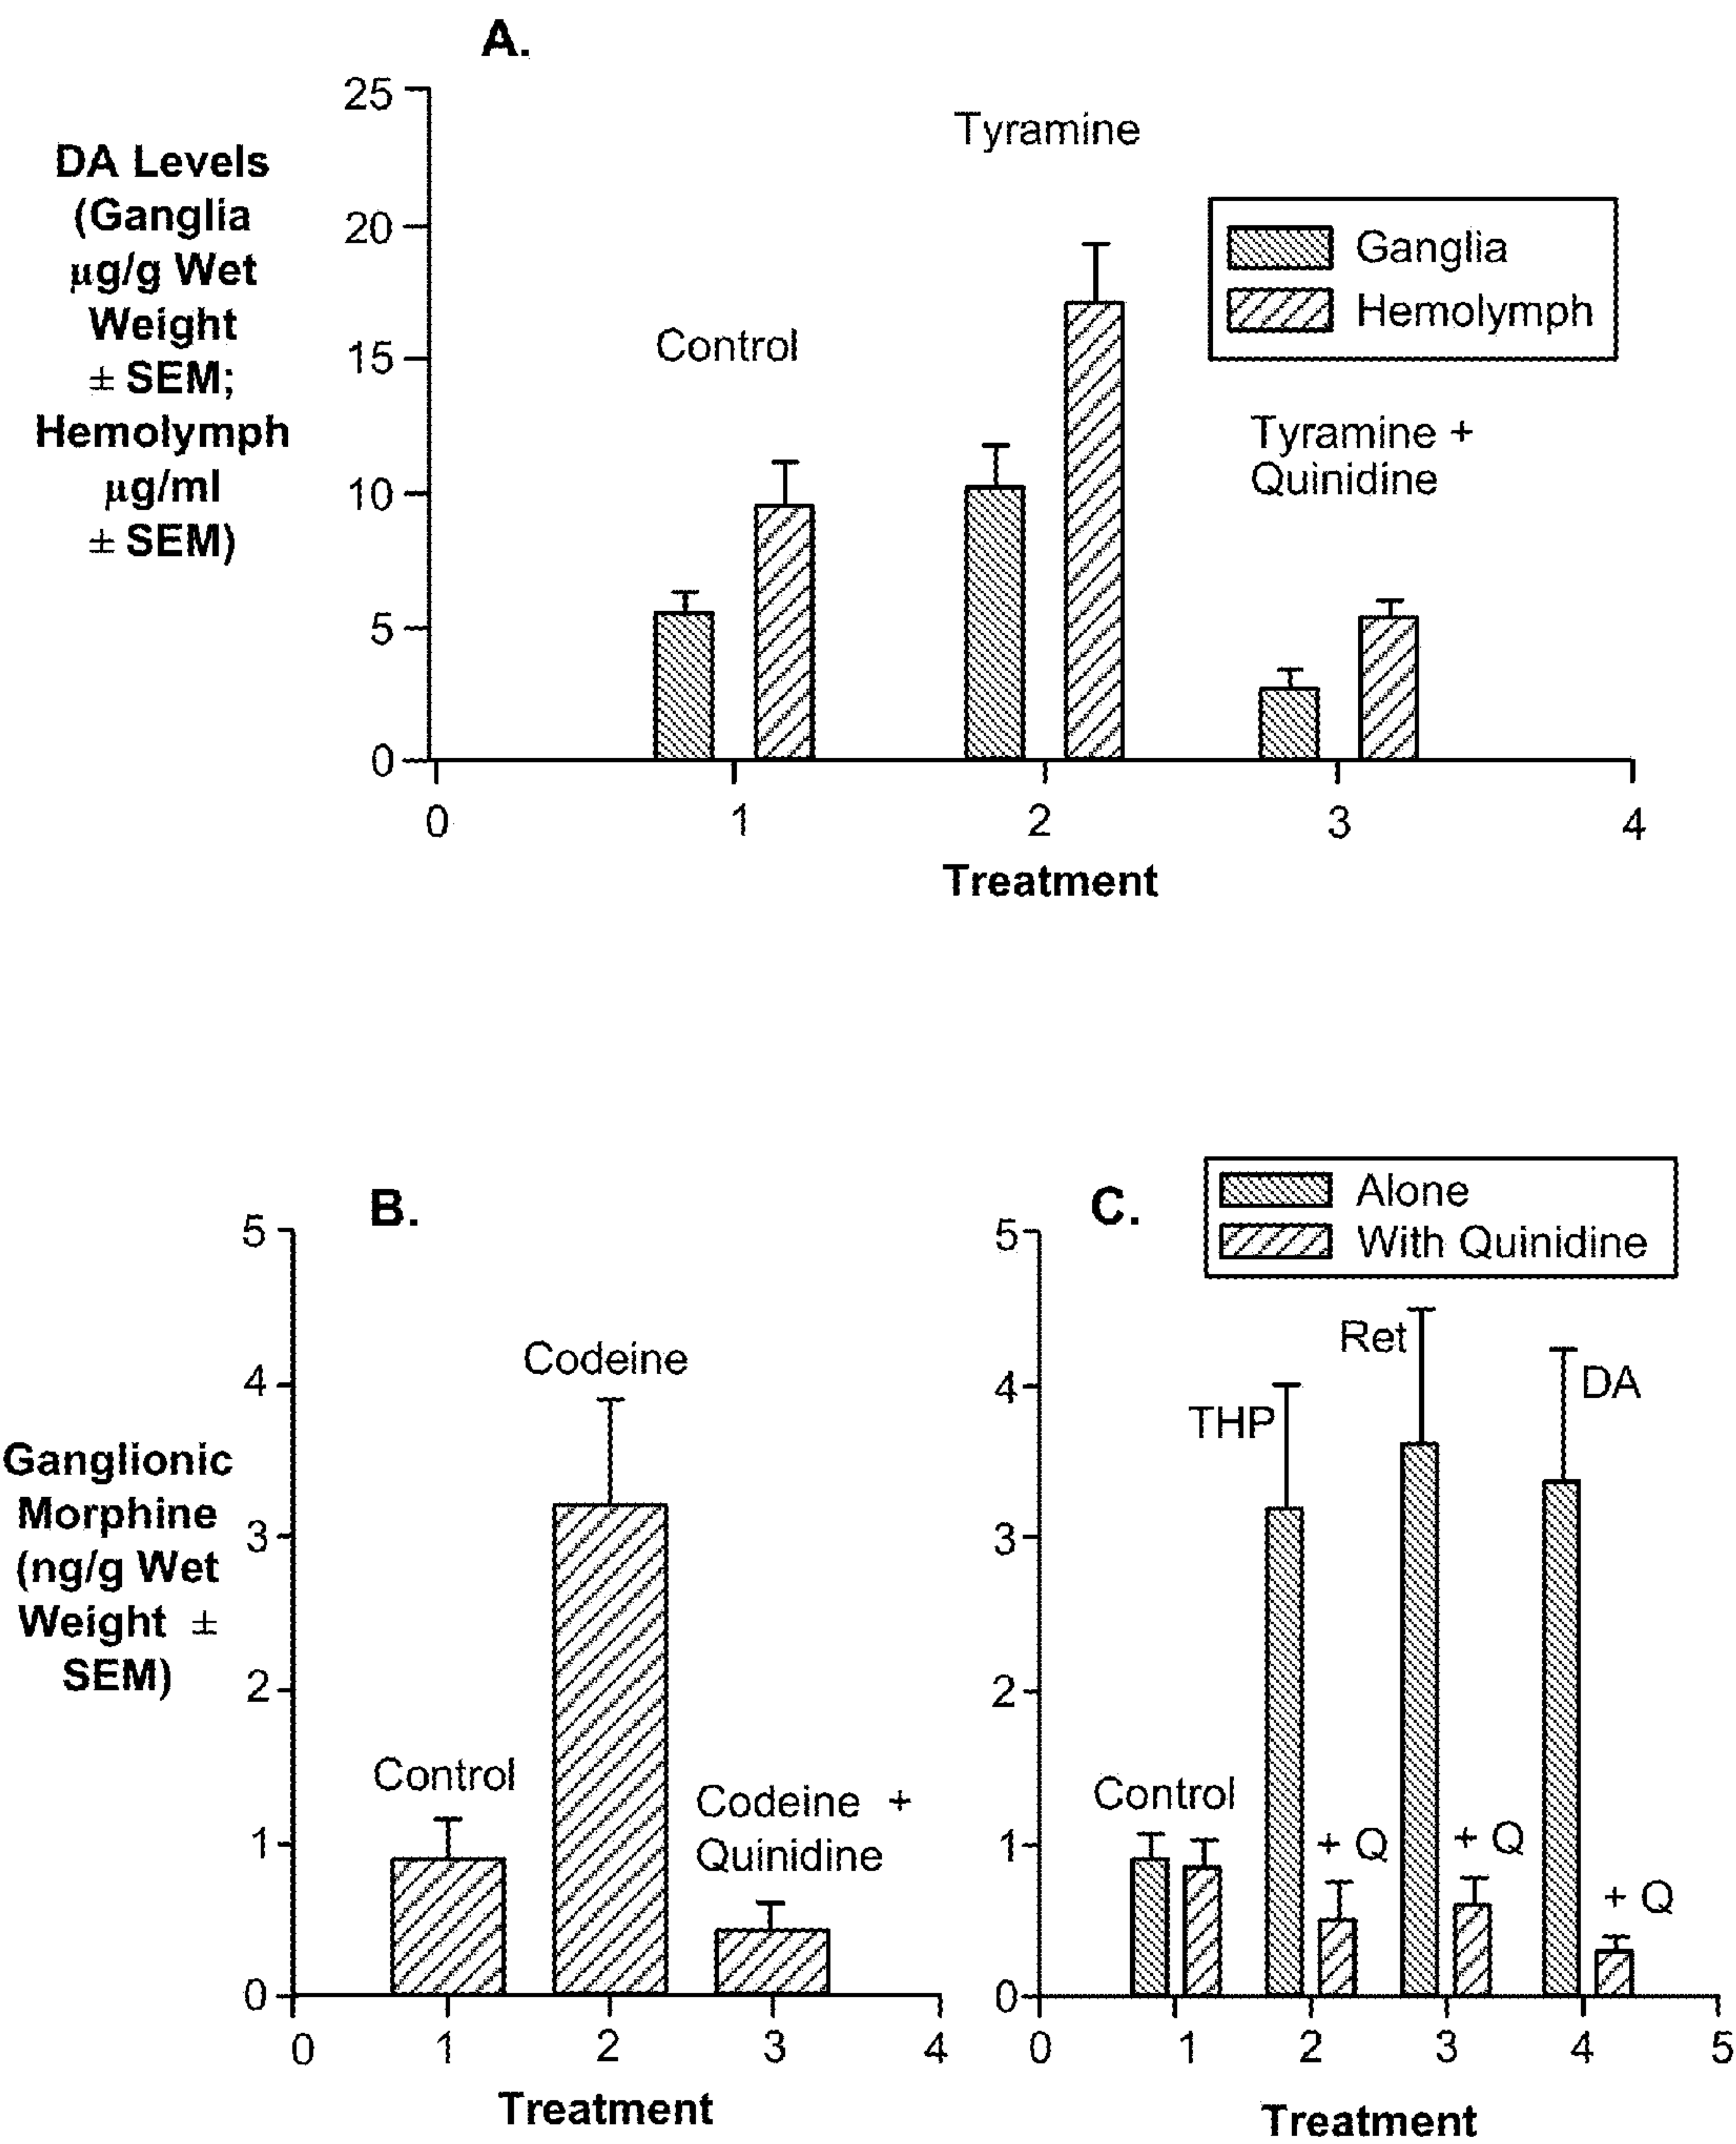 A.
DA Levels
(Ganglia
μg/g Wet
Weight
± SEM;
Hemolymph
μg/ml
± SEM)
25
20
15
10
5
0
Control
Tyramine
Tyramine +
Quinidine
Ganglia
Hemolymph
0 1 2 3 4
Treatment
B.
Ganglionic
Morphine
(ng/g Wet
Weight ±
SEM)
5
4
3
2
1
0
Control
Codeine
Codeine +
Quinidine
0 1 2 3 4
Treatment
C.
Alone
With Quinidine
5
4
3
2
1
0
Control
THP
+ Q
Ret
+ Q
DA
+ Q
0 1 2 3 4 5
Treatment